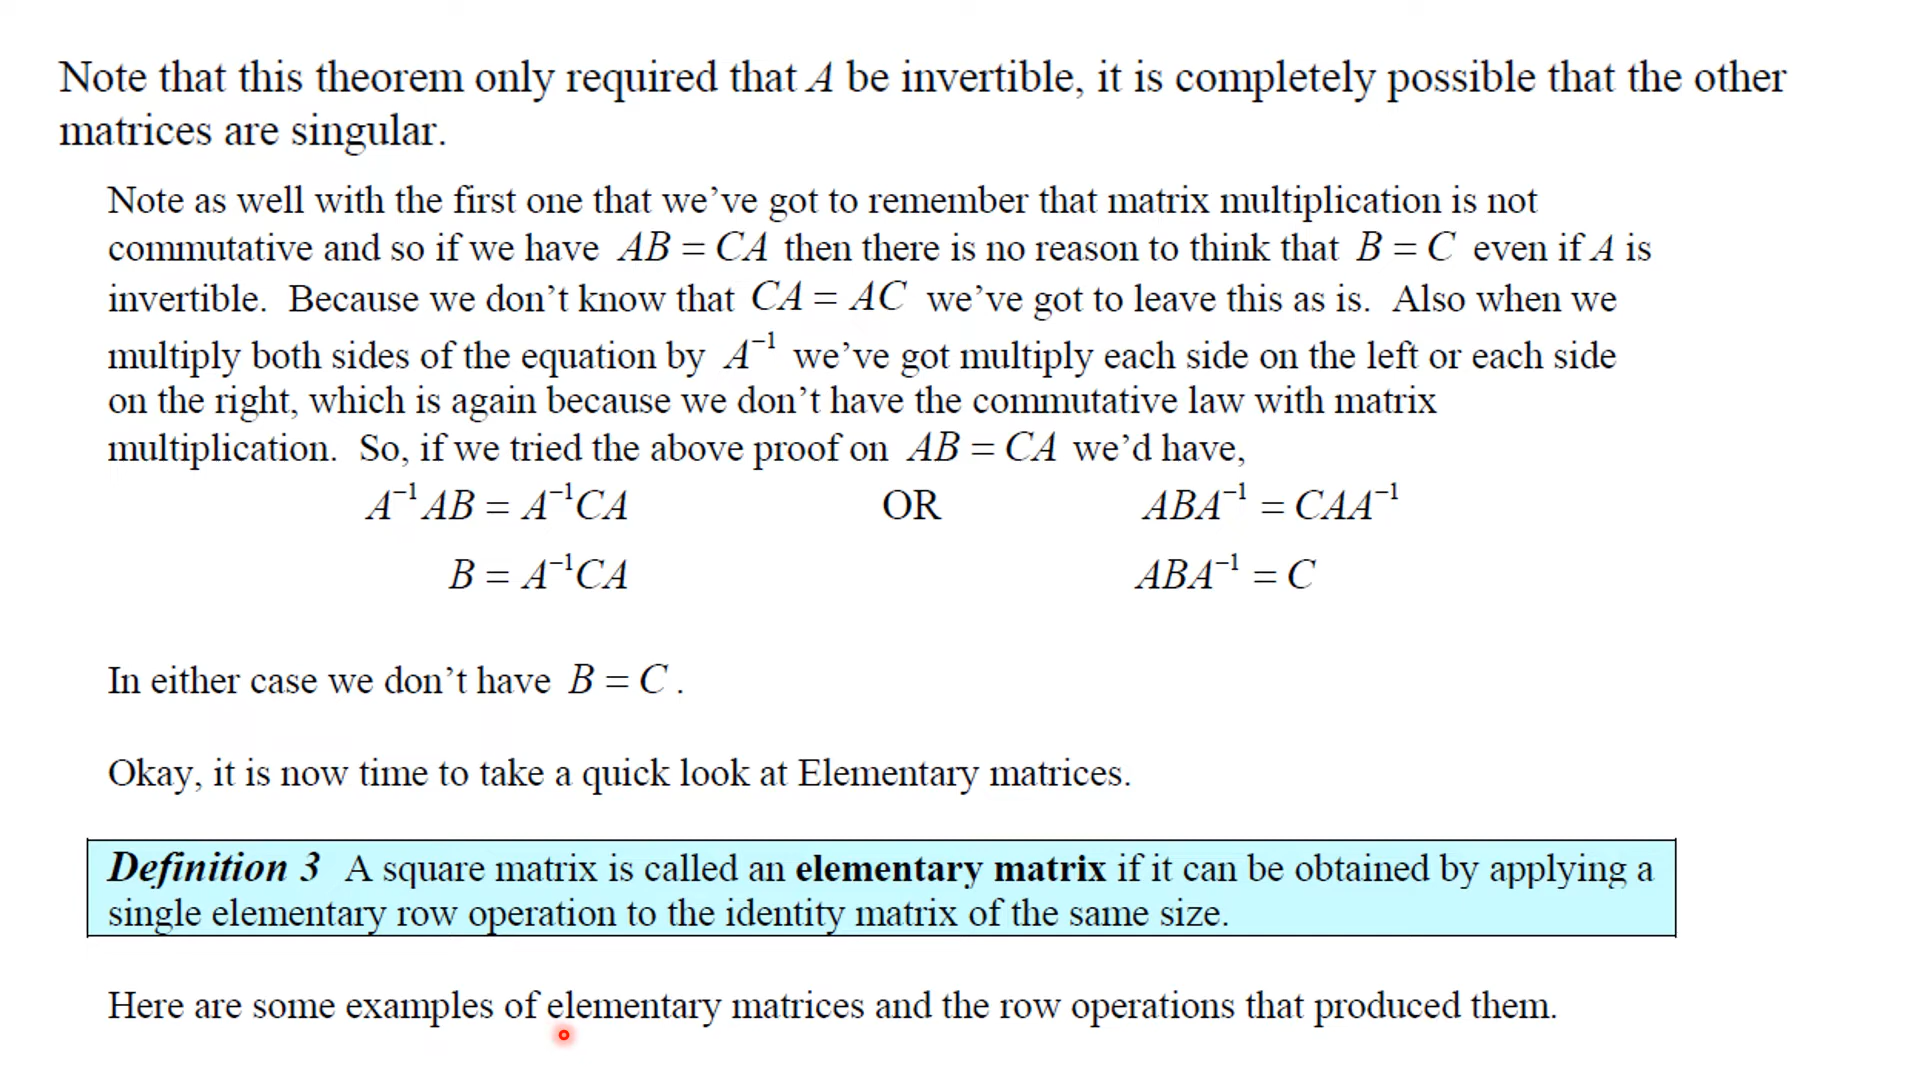 Note that this theorem only required that A be invertible, it is completely possible that the other
matrices are singular.
Note as well with the first one that we’ve got to remember that matrix multiplication is not
commutative and so if we have AB = CA then there is no reason to think that B = C even if A is
invertible. Because we don’t know that CA = AC we’ve got to leave this as is. Also when we
multiply both sides of the equation by A⁻¹ we’ve got multiply each side on the left or each side
on the right, which is again because we don’t have the commutative law with matrix
multiplication. So, if we tried the above proof on AB = CA we’d have,
A⁻¹AB = A⁻¹CA OR ABA⁻¹ = CAA⁻¹
B = A⁻¹CA ABA⁻¹ = C
In either case we don’t have B = C .
Okay, it is now time to take a quick look at Elementary matrices.
Definition 3 A square matrix is called an elementary matrix if it can be obtained by applying a
single elementary row operation to the identity matrix of the same size.
Here are some examples of elementary matrices and the row operations that produced them.